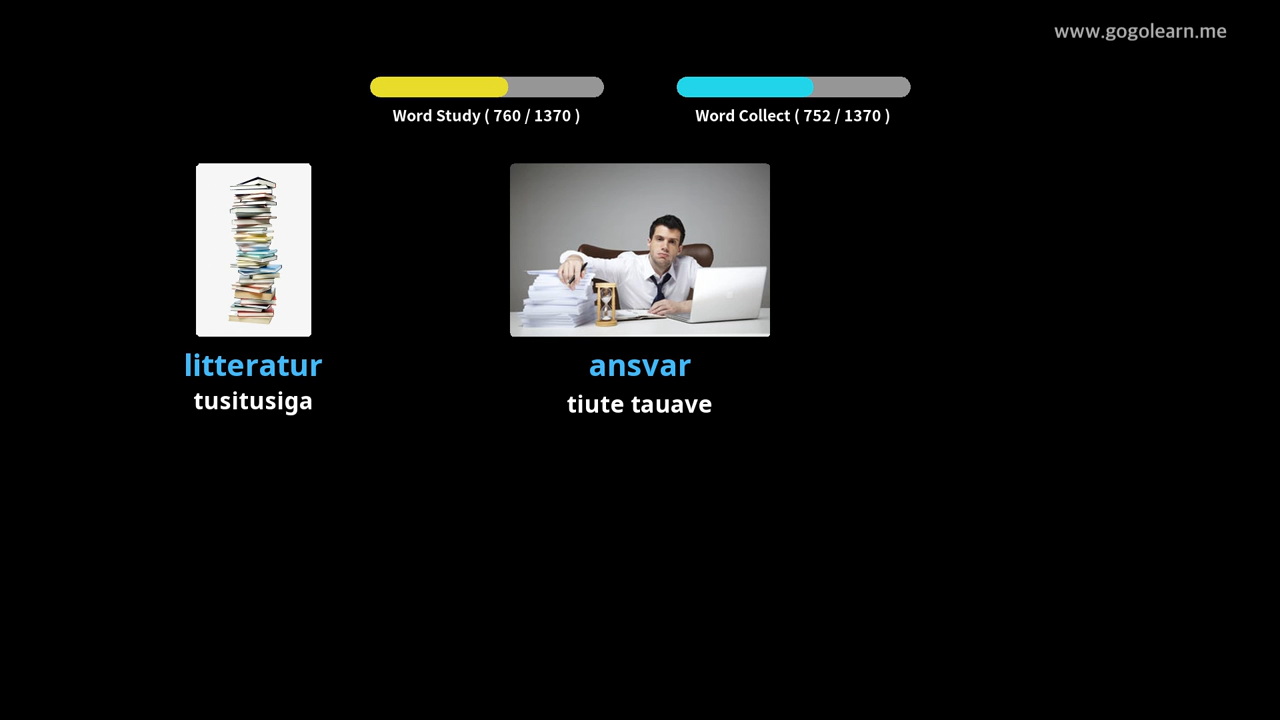 www.gogolearn.me
Word Study ( 760 / 1370 )
Word Collect ( 752 / 1370 )
litteratur
tusitusiga
ansvar
tiute tauave